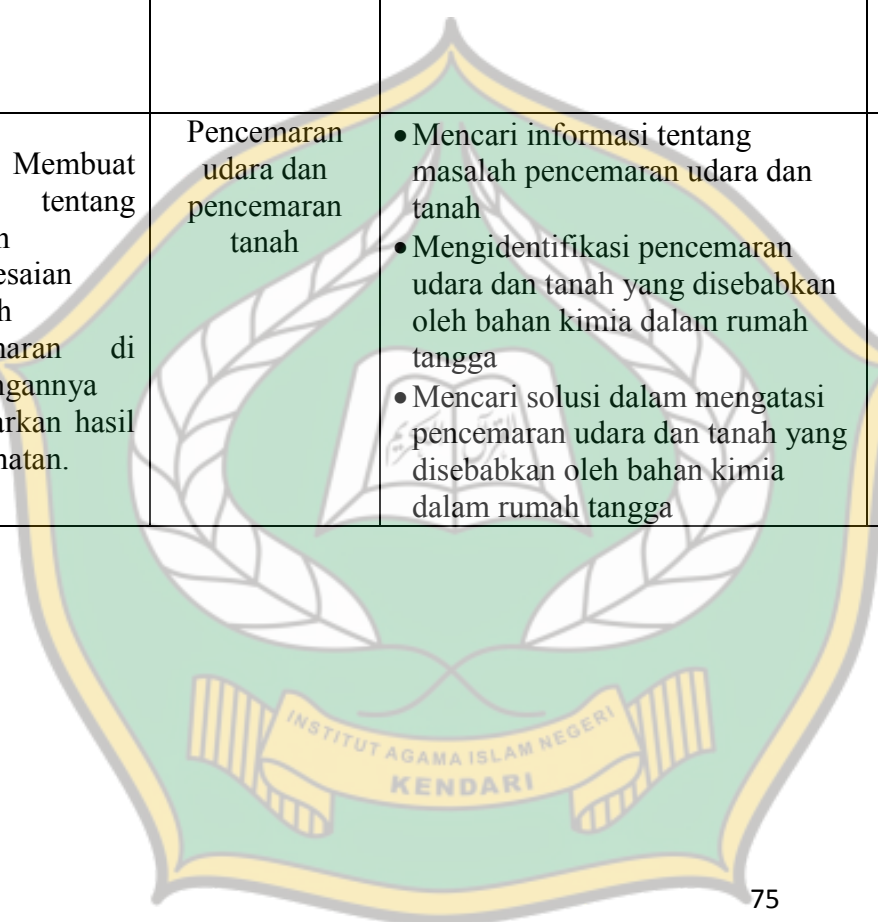 Membuat
tentang
n
esaian
h
naran di
ngannya
arkan hasil
natan.
Pencemaran
udara dan
pencemaran
tanah
• Mencari informasi tentang
masalah pencemaran udara dan
tanah
• Mengidentifikasi pencemaran
udara dan tanah yang disebabkan
oleh bahan kimia dalam rumah
tangga
• Mencari solusi dalam mengatasi
pencemaran udara dan tanah yang
disebabkan oleh bahan kimia
dalam rumah tangga
INSTITUT AGAMA ISLAM NEGERI
KENDARI
75